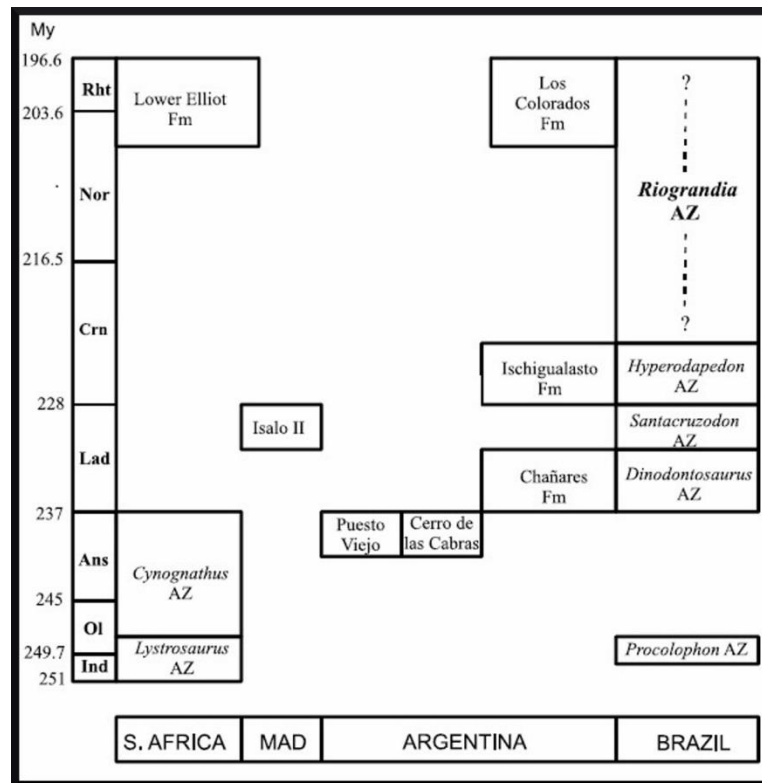 My
196.6
Rht
203.6
Nor
216.5
Crn
228
Lad
237
Ans
245
Ol
249.7
Ind
251
Lower Elliot
Fm
Cynognathus
AZ
Lystrosaurus
AZ
Isalo II
Puesto
Viejo
Cerro de
las Cabras
Los
Colorados
Fm
Ischigualasto
Fm
Chañares
Fm
?
Riograndia
AZ
?
Hyperodapedon
AZ
Santacruzodon
AZ
Dinodontosaurus
AZ
Procolophon AZ
S. AFRICA
MAD
ARGENTINA
BRAZIL